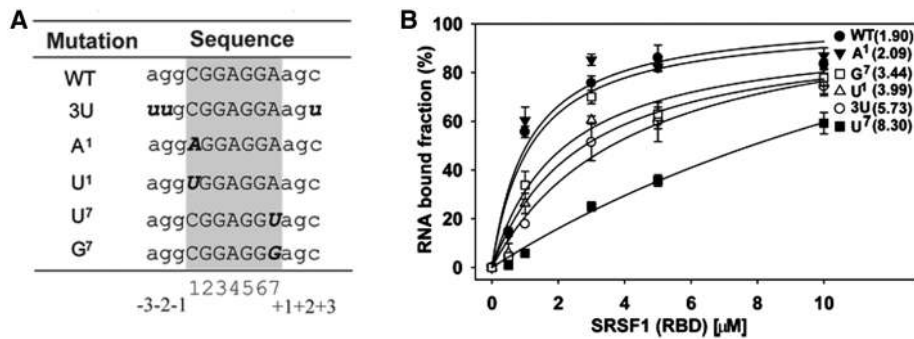 A
Mutation Sequence
WT aggCGGAGGAagc
3U uugCGGAGGAagu
A¹ aggAGGAGGAagc
U¹ aggUGGAGGAagc
U⁷ aggCGGAGGUagc
G⁷ aggCGGAGGGagc
1234567
-3-2-1 +1+2+3
B
RNA bound fraction (%)
100
80
60
40
20
0
0 2 4 6 8 10
SRSF1 (RBD) [µM]
WT(1.90)
A¹(2.09)
G⁷(3.44)
U¹(3.99)
3U(5.73)
U⁷(8.30)